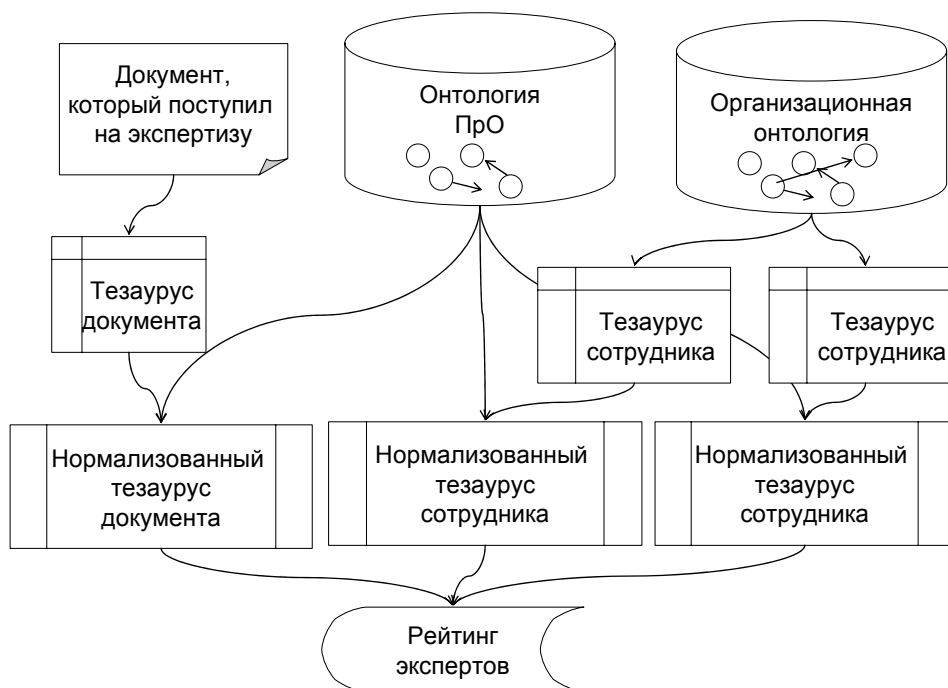 Документ,
который поступил
на экспертизу
Онтология
ПрО
Организационная
онтология
Тезаурус
документа
Тезаурус
сотрудника
Тезаурус
сотрудника
Нормализованный
тезаурус
документа
Нормализованный
тезаурус
сотрудника
Нормализованный
тезаурус
сотрудника
Рейтинг
экспертов